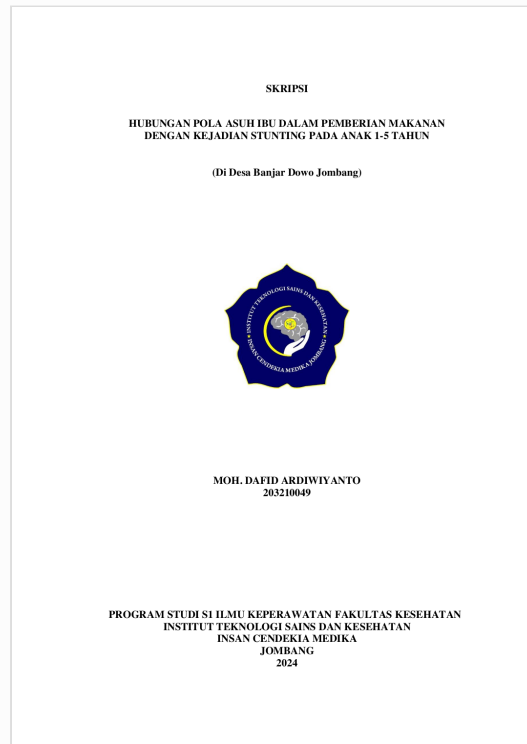 SKRIPSI
HUBUNGAN POLA ASUH IBU DALAM PEMBERIAN MAKANAN
DENGAN KEJADIAN STUNTING PADA ANAK 1-5 TAHUN
(Di Desa Banjar Dowo Jombang)
INSTITUT TEKNOLOGI SAINS DAN KESEHATAN
INSAN CENDEKIA MEDIKA JOMBANG
MOH. DAFID ARDIWIYANTO
203210049
PROGRAM STUDI S1 ILMU KEPERAWATAN FAKULTAS KESEHATAN
INSTITUT TEKNOLOGI SAINS DAN KESEHATAN
INSAN CENDEKIA MEDIKA
JOMBANG
2024